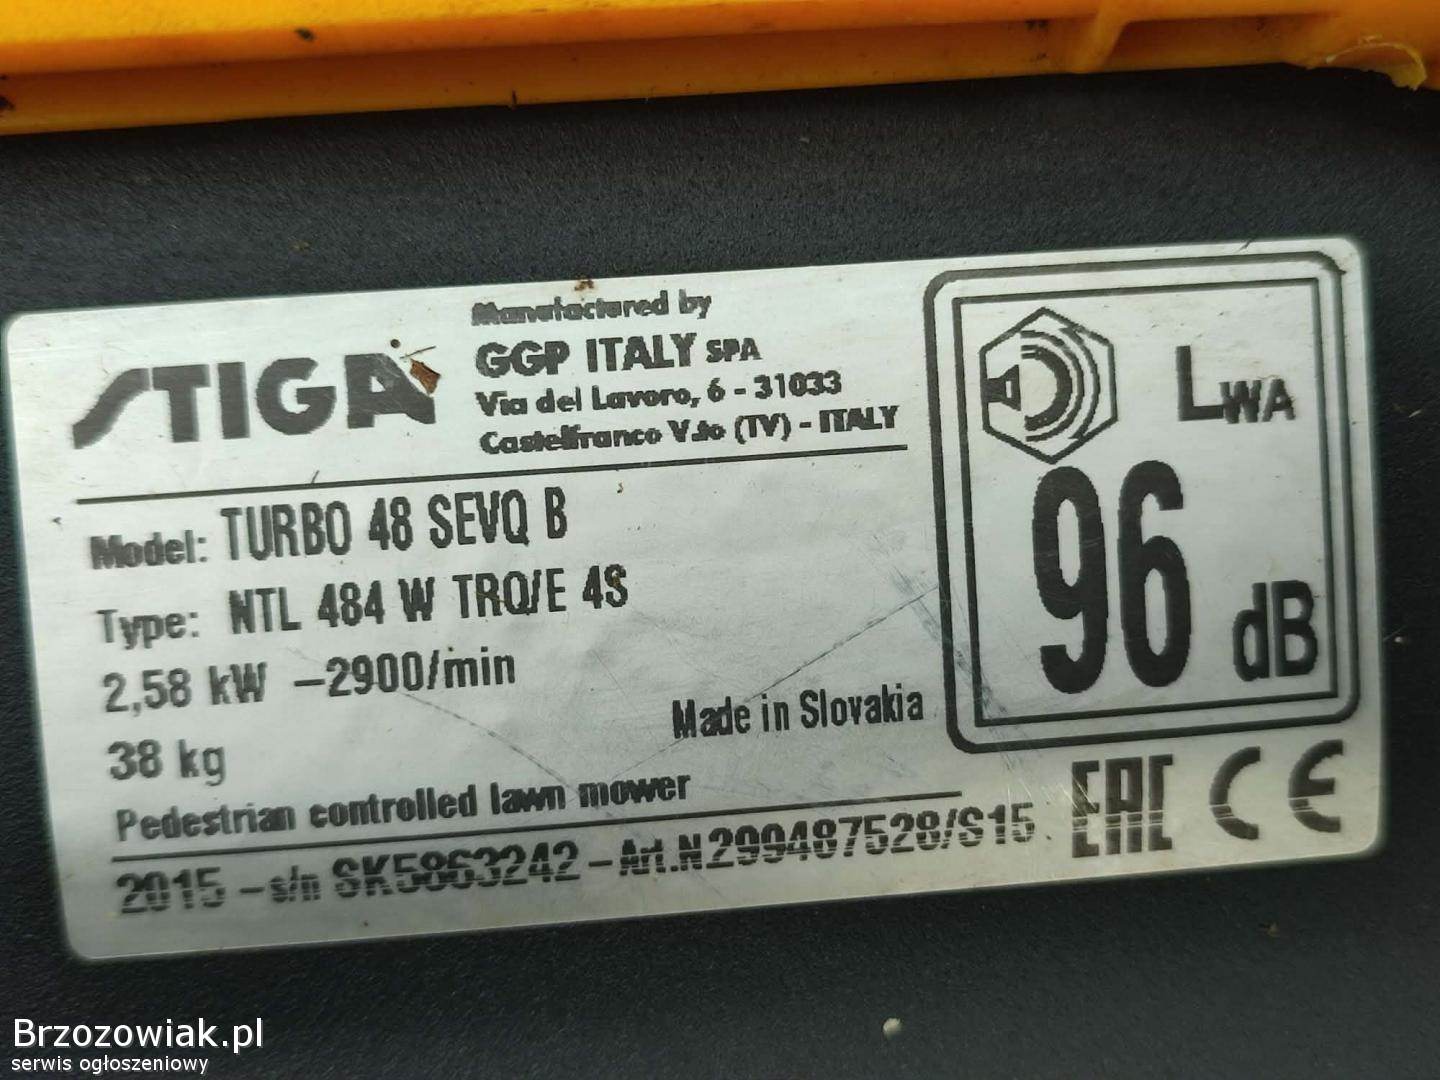 STIGA
Manufactured by
GGP ITALY SPA
Via del Lavoro, 6 - 31033
Castelfranco V.to (TV) - ITALY
Model: TURBO 48 SEVQ B
Type: NTL 484 W TRQ/E 4S
2,58 kW -2900/min
38 kg
Made in Slovakia
Pedestrian controlled lawn mower
2015 - s/n SK5863242 - Art.N 299487528/S15
LWA
96
dB
EAC CE
Brzozowiak.pl
serwis ogłoszeniowy